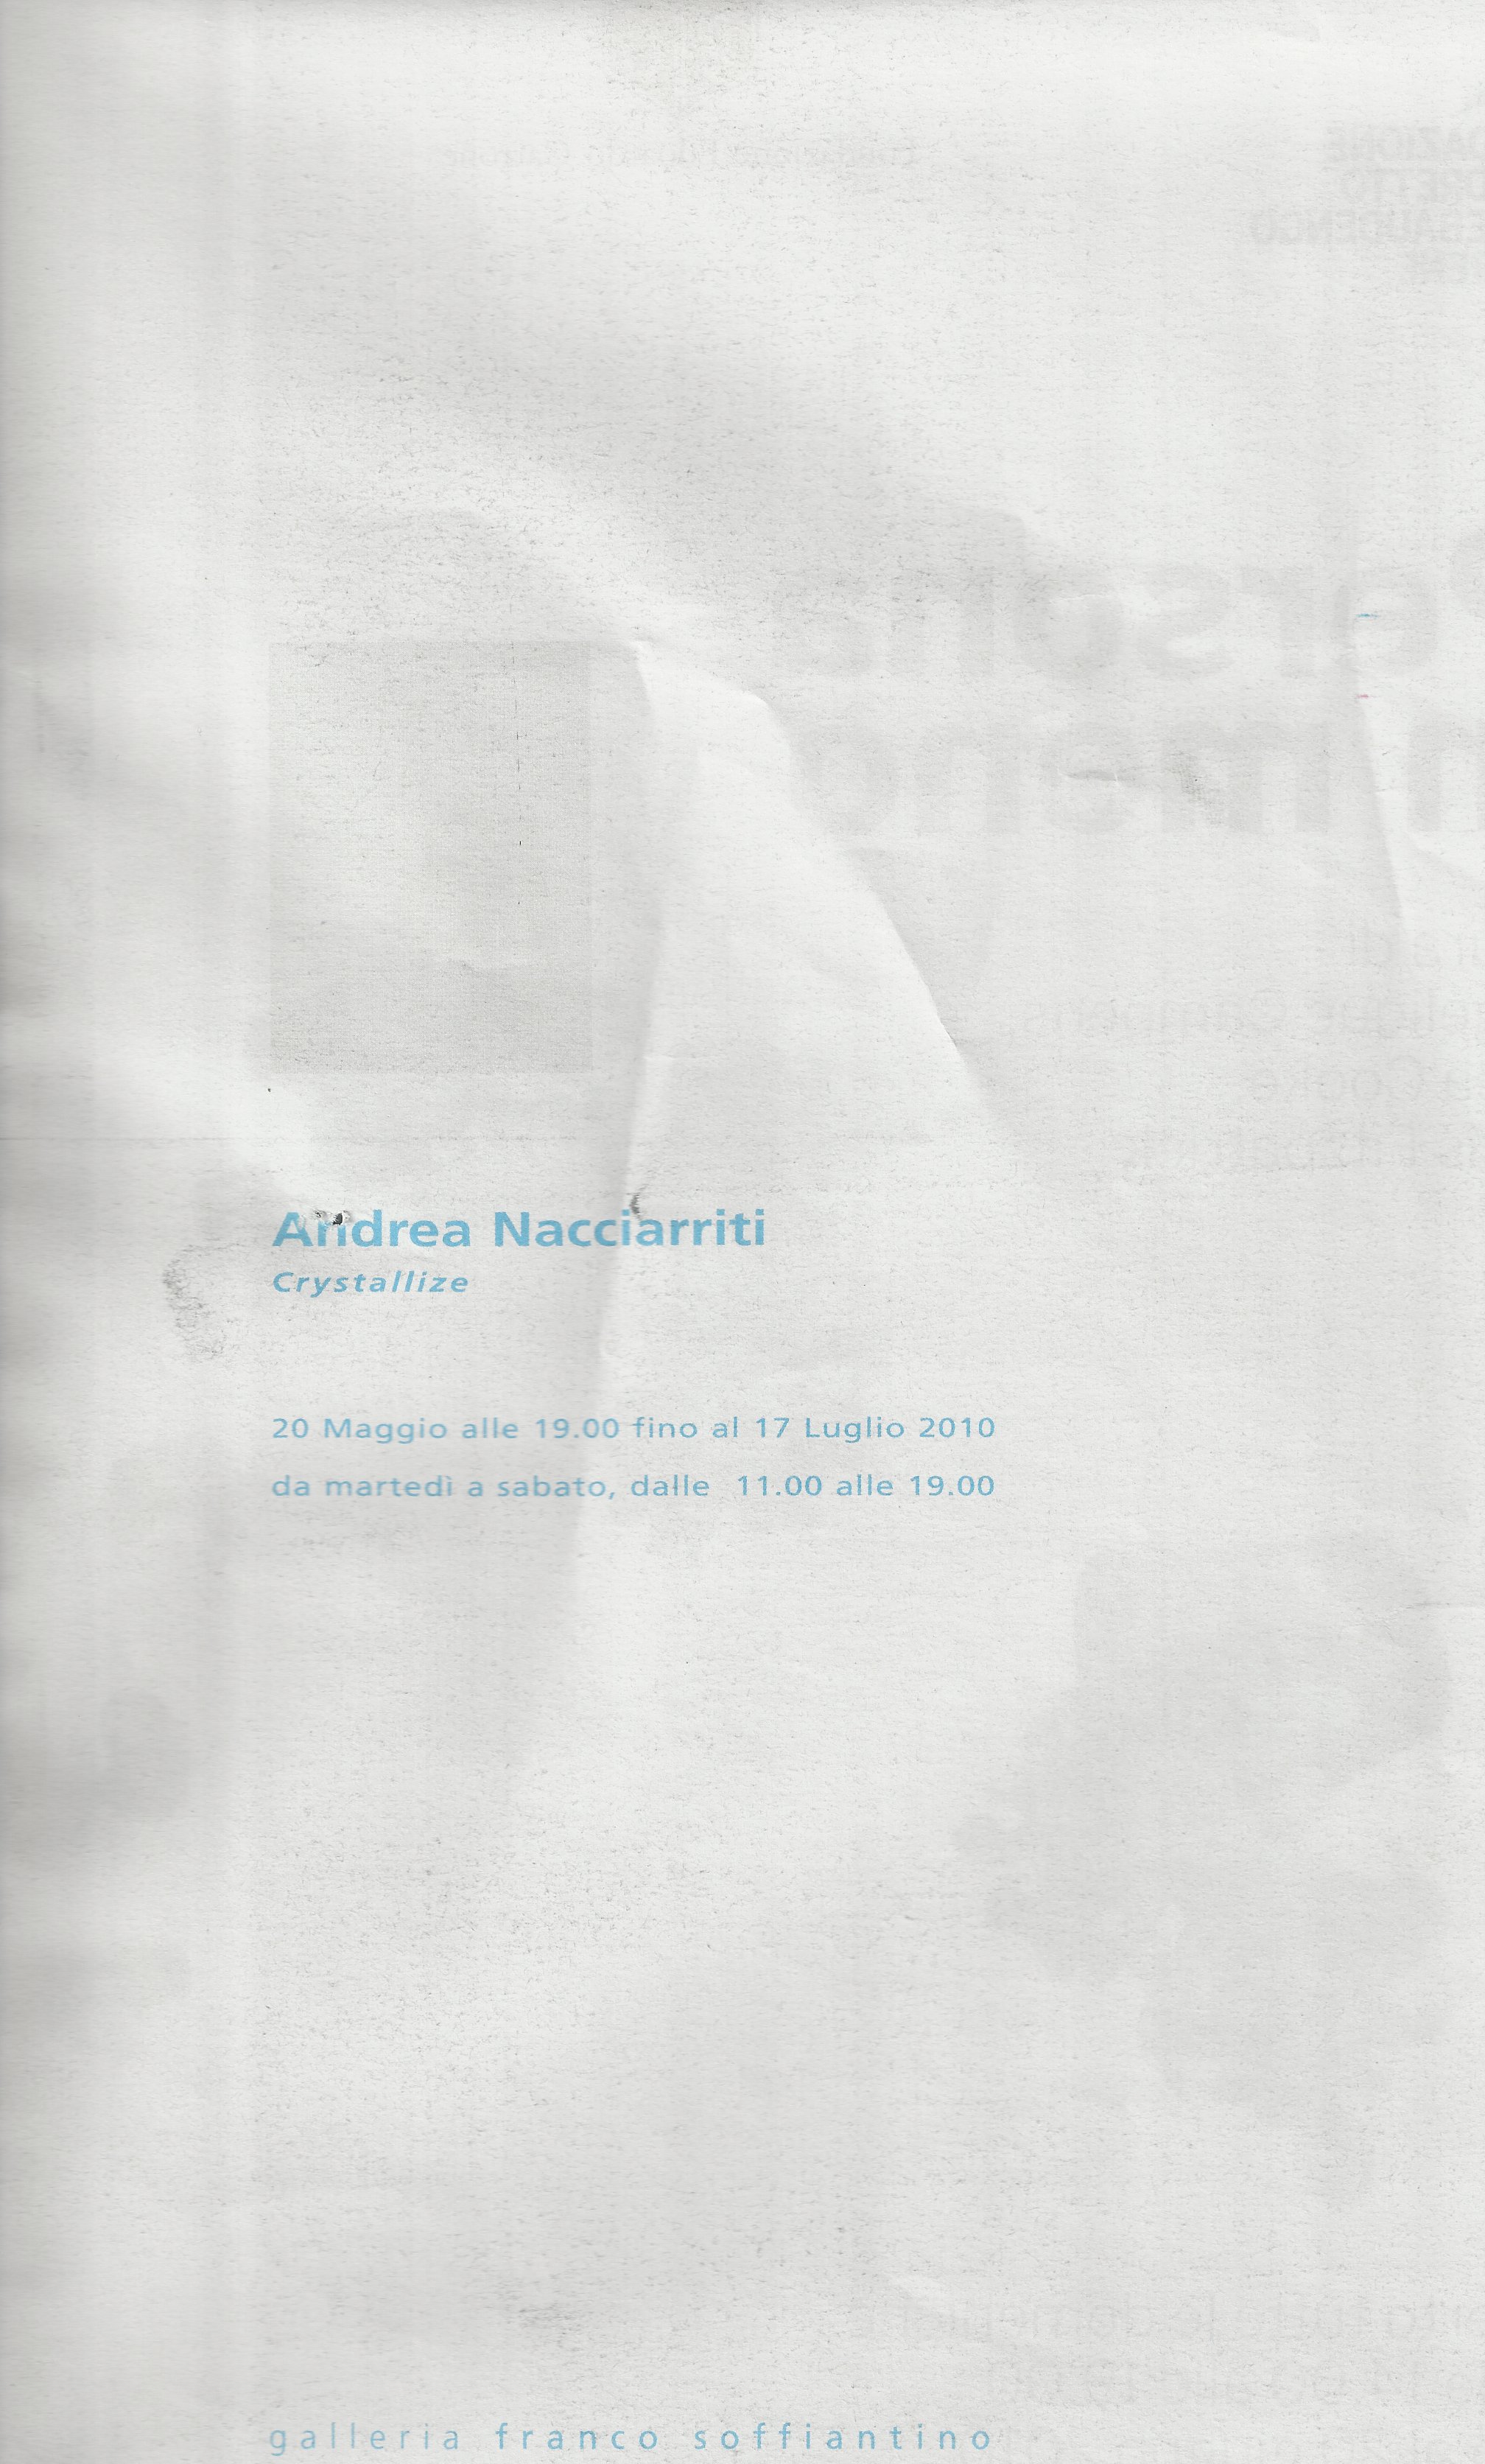 Andrea Nacciarriti
Crystallize
20 Maggio alle 19.00 fino al 17 Luglio 2010
da martedì a sabato, dalle 11.00 alle 19.00
galleria franco soffiantino